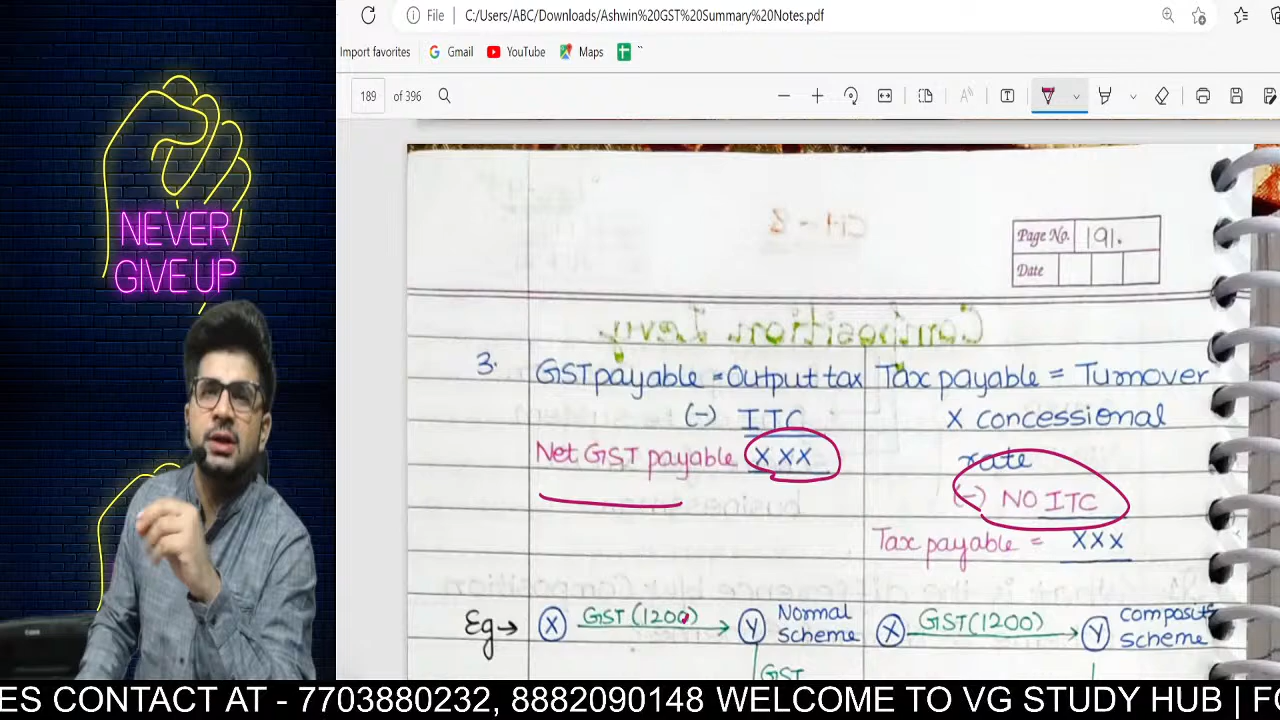 File
C:/Users/ABC/Downloads/Ashwin%20GST%20Summary%20Notes.pdf
Import favorites
Gmail
YouTube
Maps
189 of 396
NEVER
GIVE UP
Page No. 191.
Date
Composition Levy
3.
GST payable = Output tax
(-) ITC
Net GST payable XXX
Tax payable = Turnover
X concessional
rate
(-) NO ITC
Tax payable = XXX
Eg →
X GST (1200) → Y Normal
scheme
GST
X GST (1200) → Y
scheme
ES CONTACT AT - 7703880232, 8882090148 WELCOME TO VG STUDY HUB | FO